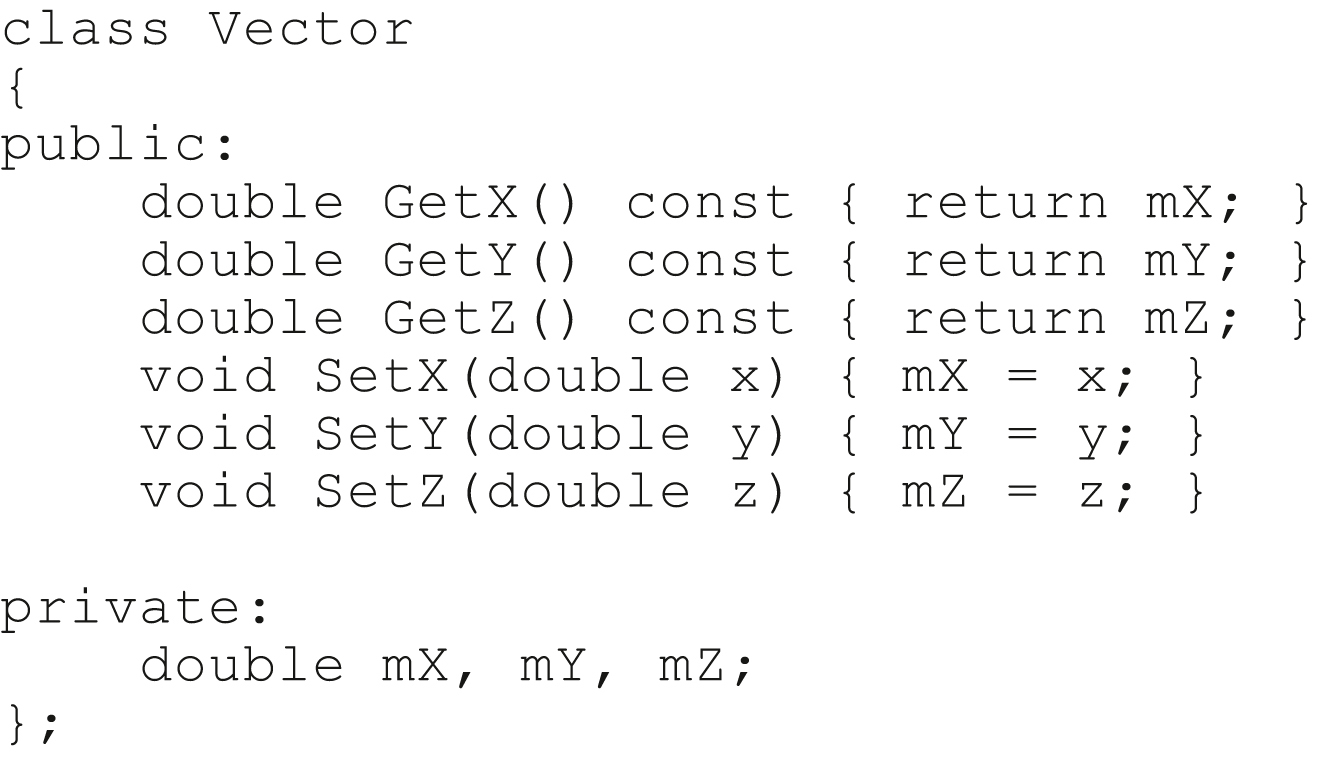 class Vector
{
public:
    double GetX() const { return mX; }
    double GetY() const { return mY; }
    double GetZ() const { return mZ; }
    void SetX(double x) { mX = x; }
    void SetY(double y) { mY = y; }
    void SetZ(double z) { mZ = z; }

private:
    double mX, mY, mZ;
};